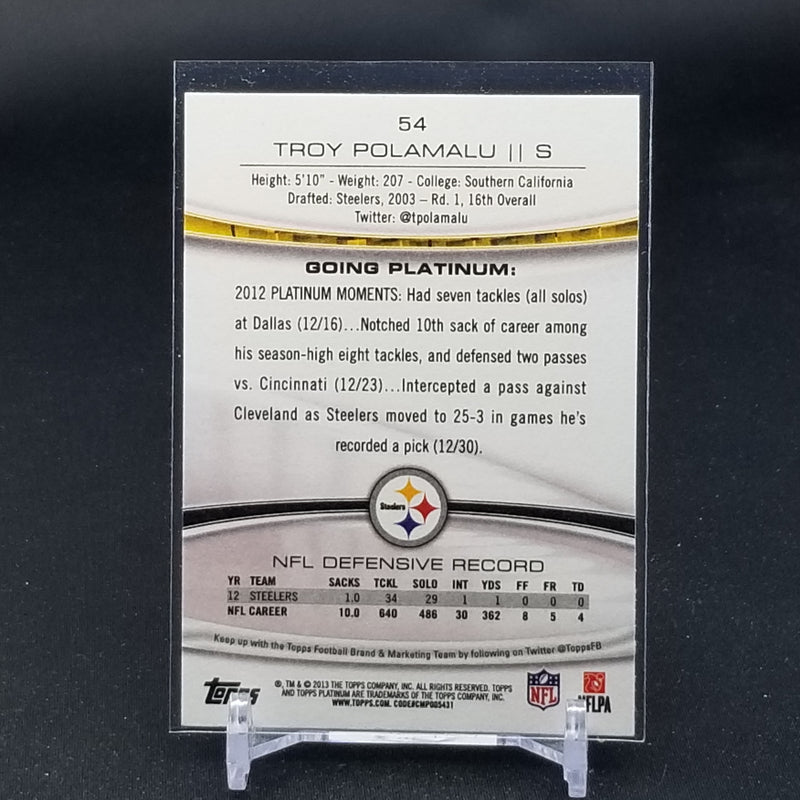 54
TROY POLAMALU || S
Height: 5'10" - Weight: 207 - College: Southern California
Drafted: Steelers, 2003 – Rd. 1, 16th Overall
Twitter: @tpolamalu
GOING PLATINUM:
2012 PLATINUM MOMENTS: Had seven tackles (all solos)
at Dallas (12/16)...Notched 10th sack of career among
his season-high eight tackles, and defensed two passes
vs. Cincinnati (12/23)...Intercepted a pass against
Cleveland as Steelers moved to 25-3 in games he's
recorded a pick (12/30).
Steelers
NFL DEFENSIVE RECORD
YR TEAM SACKS TCKL SOLO INT YDS FF FR TD
12 STEELERS 1.0 34 29 1 1 0 0 0
NFL CAREER 10.0 640 486 30 362 8 5 4
Keep up with the Topps Football Brand & Marketing Team by following on Twitter @ToppsFB
Topps
®, TM & © 2013 THE TOPPS COMPANY, INC. ALL RIGHTS RESERVED. TOPPS
AND TOPPS PLATINUM ARE TRADEMARKS OF THE TOPPS COMPANY, INC.
WWW.TOPPS.COM. CODE#CMP005431
NFL
NFLPA